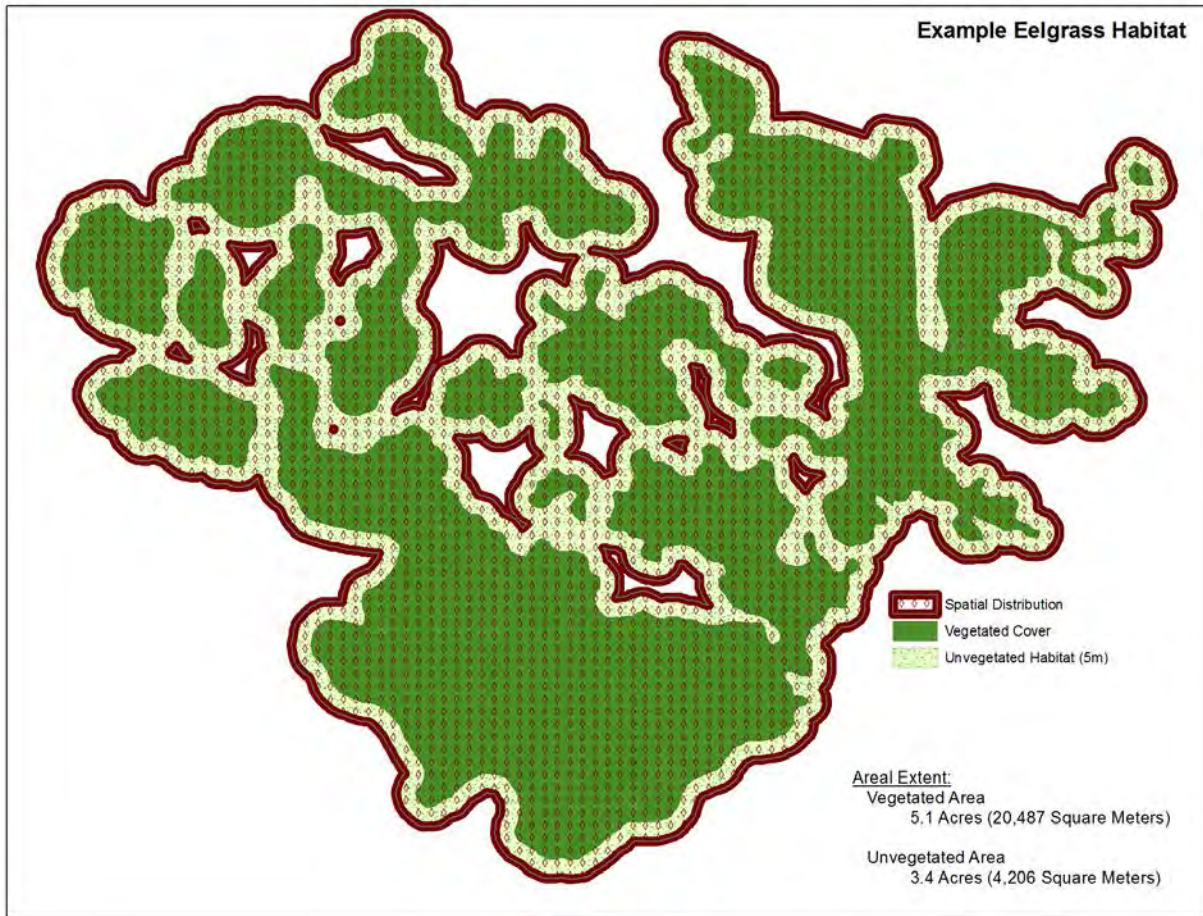 Example Eelgrass Habitat
Spatial Distribution
Vegetated Cover
Unvegetated Habitat (5m)
Areal Extent:
Vegetated Area
5.1 Acres (20,487 Square Meters)
Unvegetated Area
3.4 Acres (4,206 Square Meters)